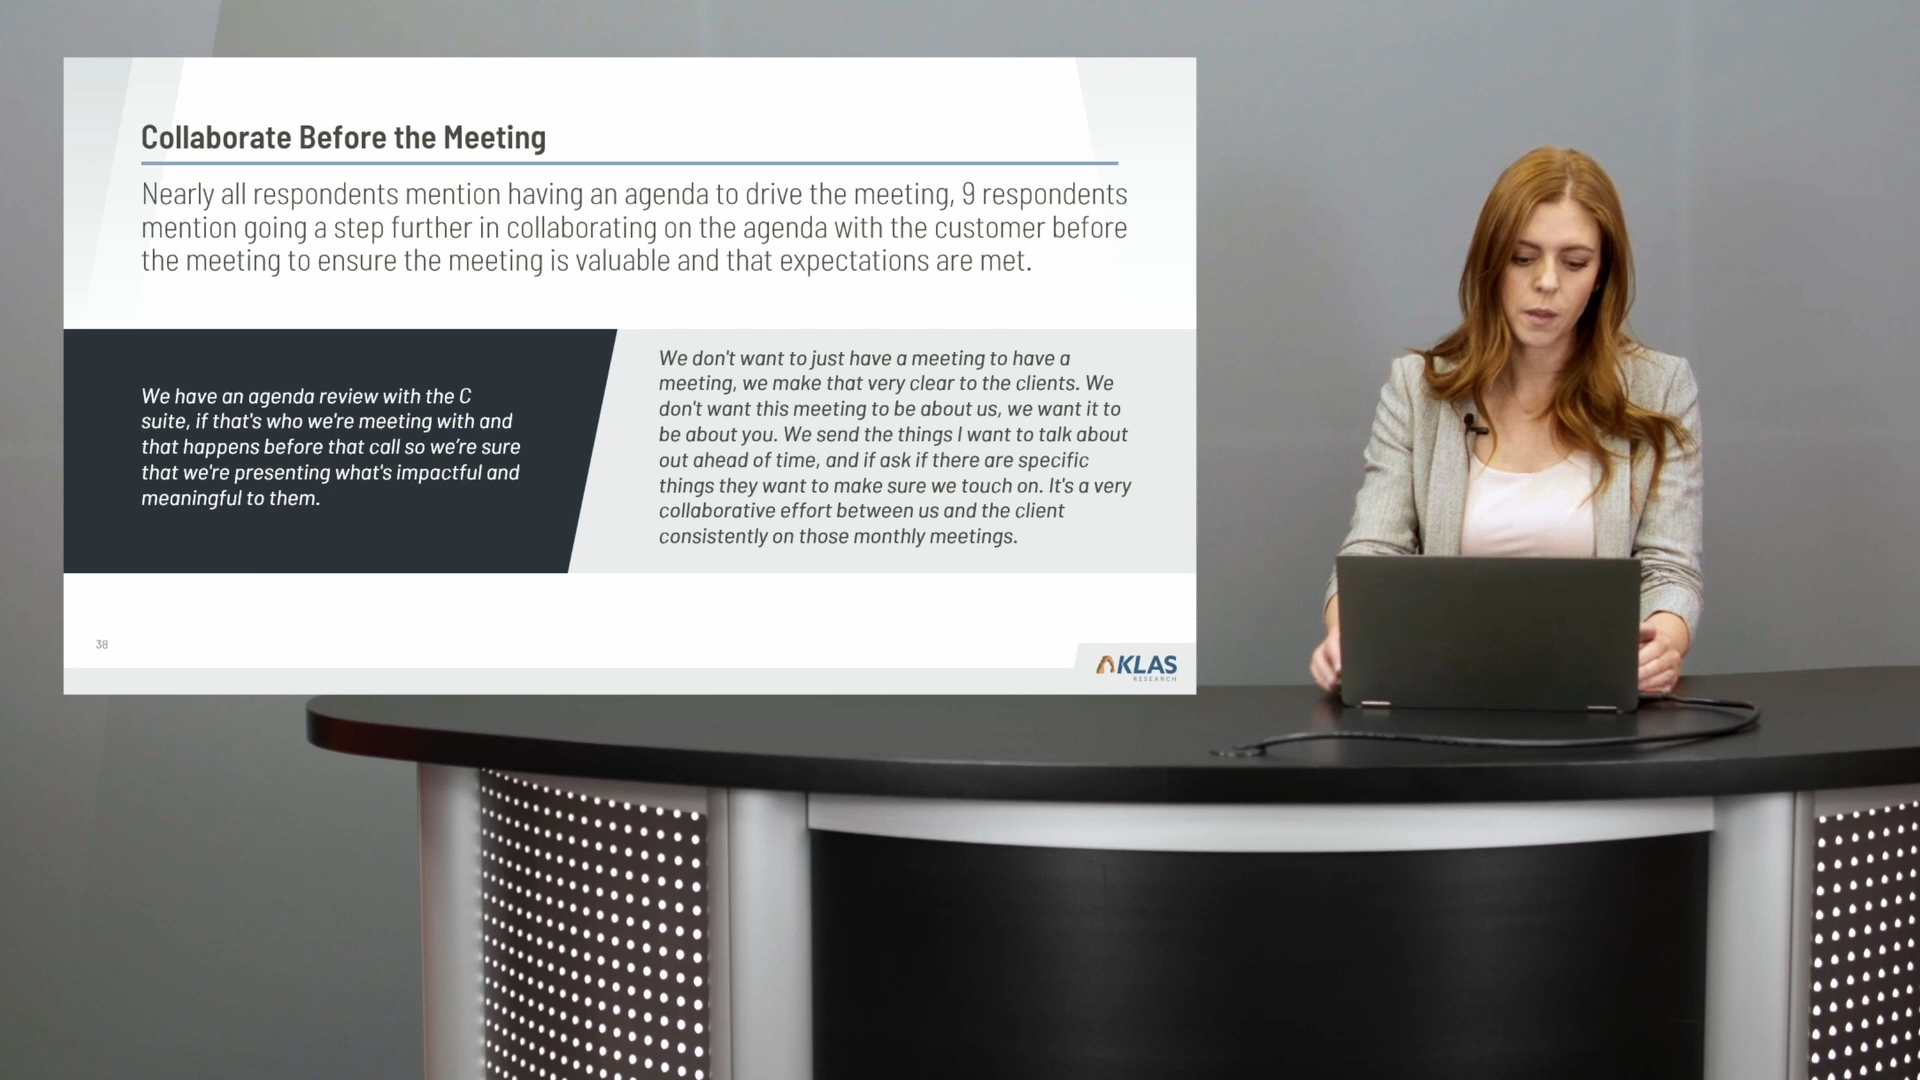 Collaborate Before the Meeting
Nearly all respondents mention having an agenda to drive the meeting, 9 respondents
mention going a step further in collaborating on the agenda with the customer before
the meeting to ensure the meeting is valuable and that expectations are met.
We have an agenda review with the C
suite, if that's who we're meeting with and
that happens before that call so we’re sure
that we're presenting what's impactful and
meaningful to them.
We don't want to just have a meeting to have a
meeting, we make that very clear to the clients. We
don't want this meeting to be about us, we want it to
be about you. We send the things I want to talk about
out ahead of time, and if ask if there are specific
things they want to make sure we touch on. It's a very
collaborative effort between us and the client
consistently on those monthly meetings.
38
KLAS
RESEARCH